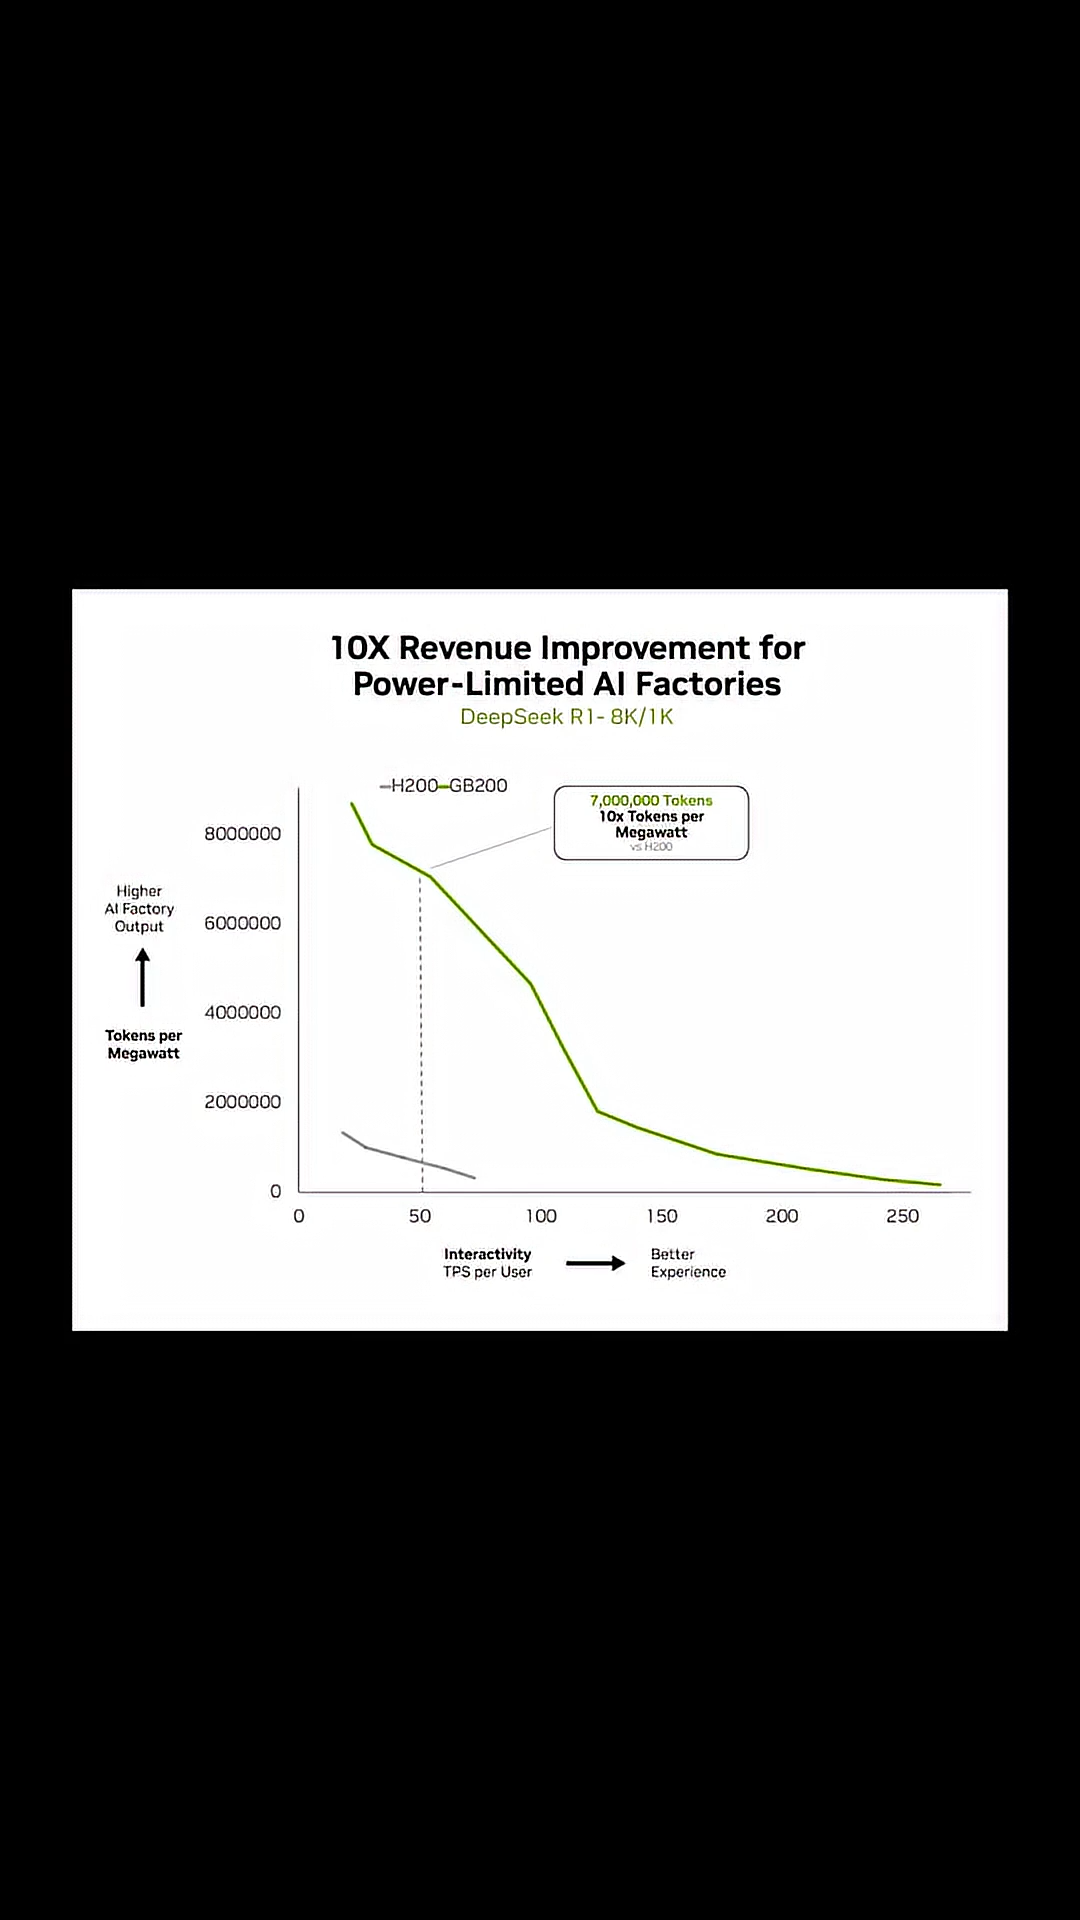 10X Revenue Improvement for
Power-Limited AI Factories
DeepSeek R1- 8K/1K
H200 GB200
7,000,000 Tokens
10x Tokens per
Megawatt
vs H200
8000000
6000000
4000000
2000000
0
Higher
AI Factory
Output
Tokens per
Megawatt
0 50 100 150 200 250
Interactivity
TPS per User
Better
Experience